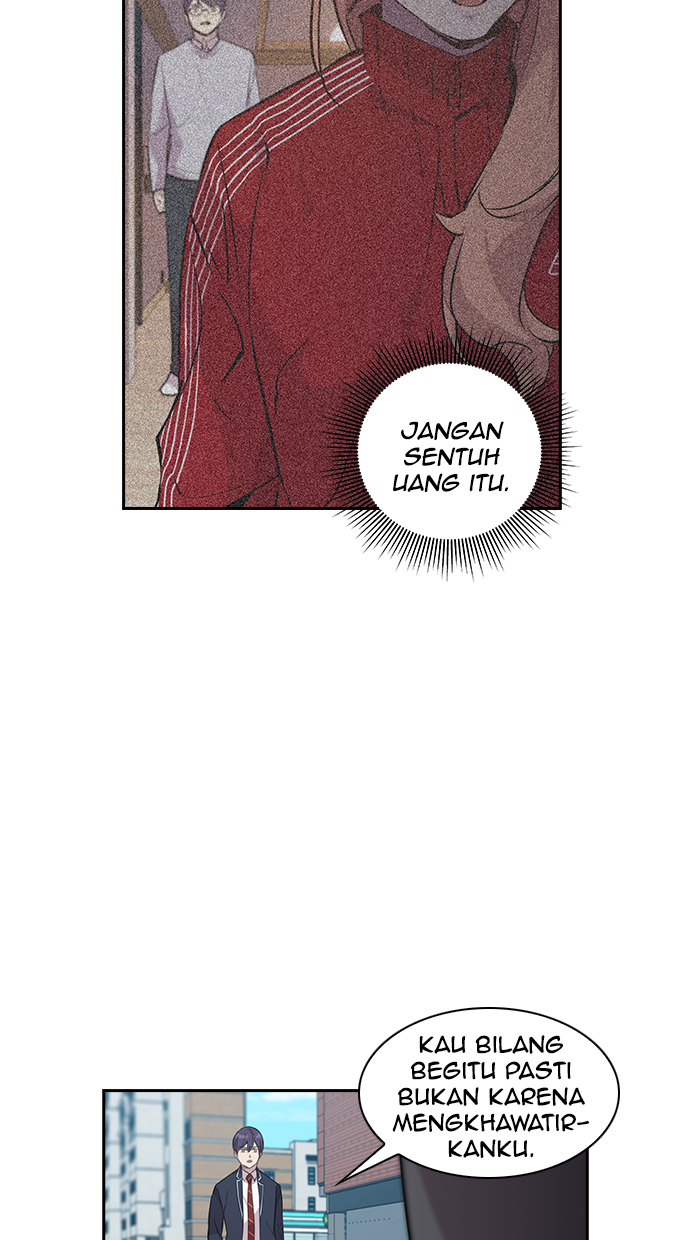 JANGAN
SENTUH
UANG ITU.
KAU BILANG
BEGITU PASTI
BUKAN KARENA
MENGKHAWATIR-
KANKU.